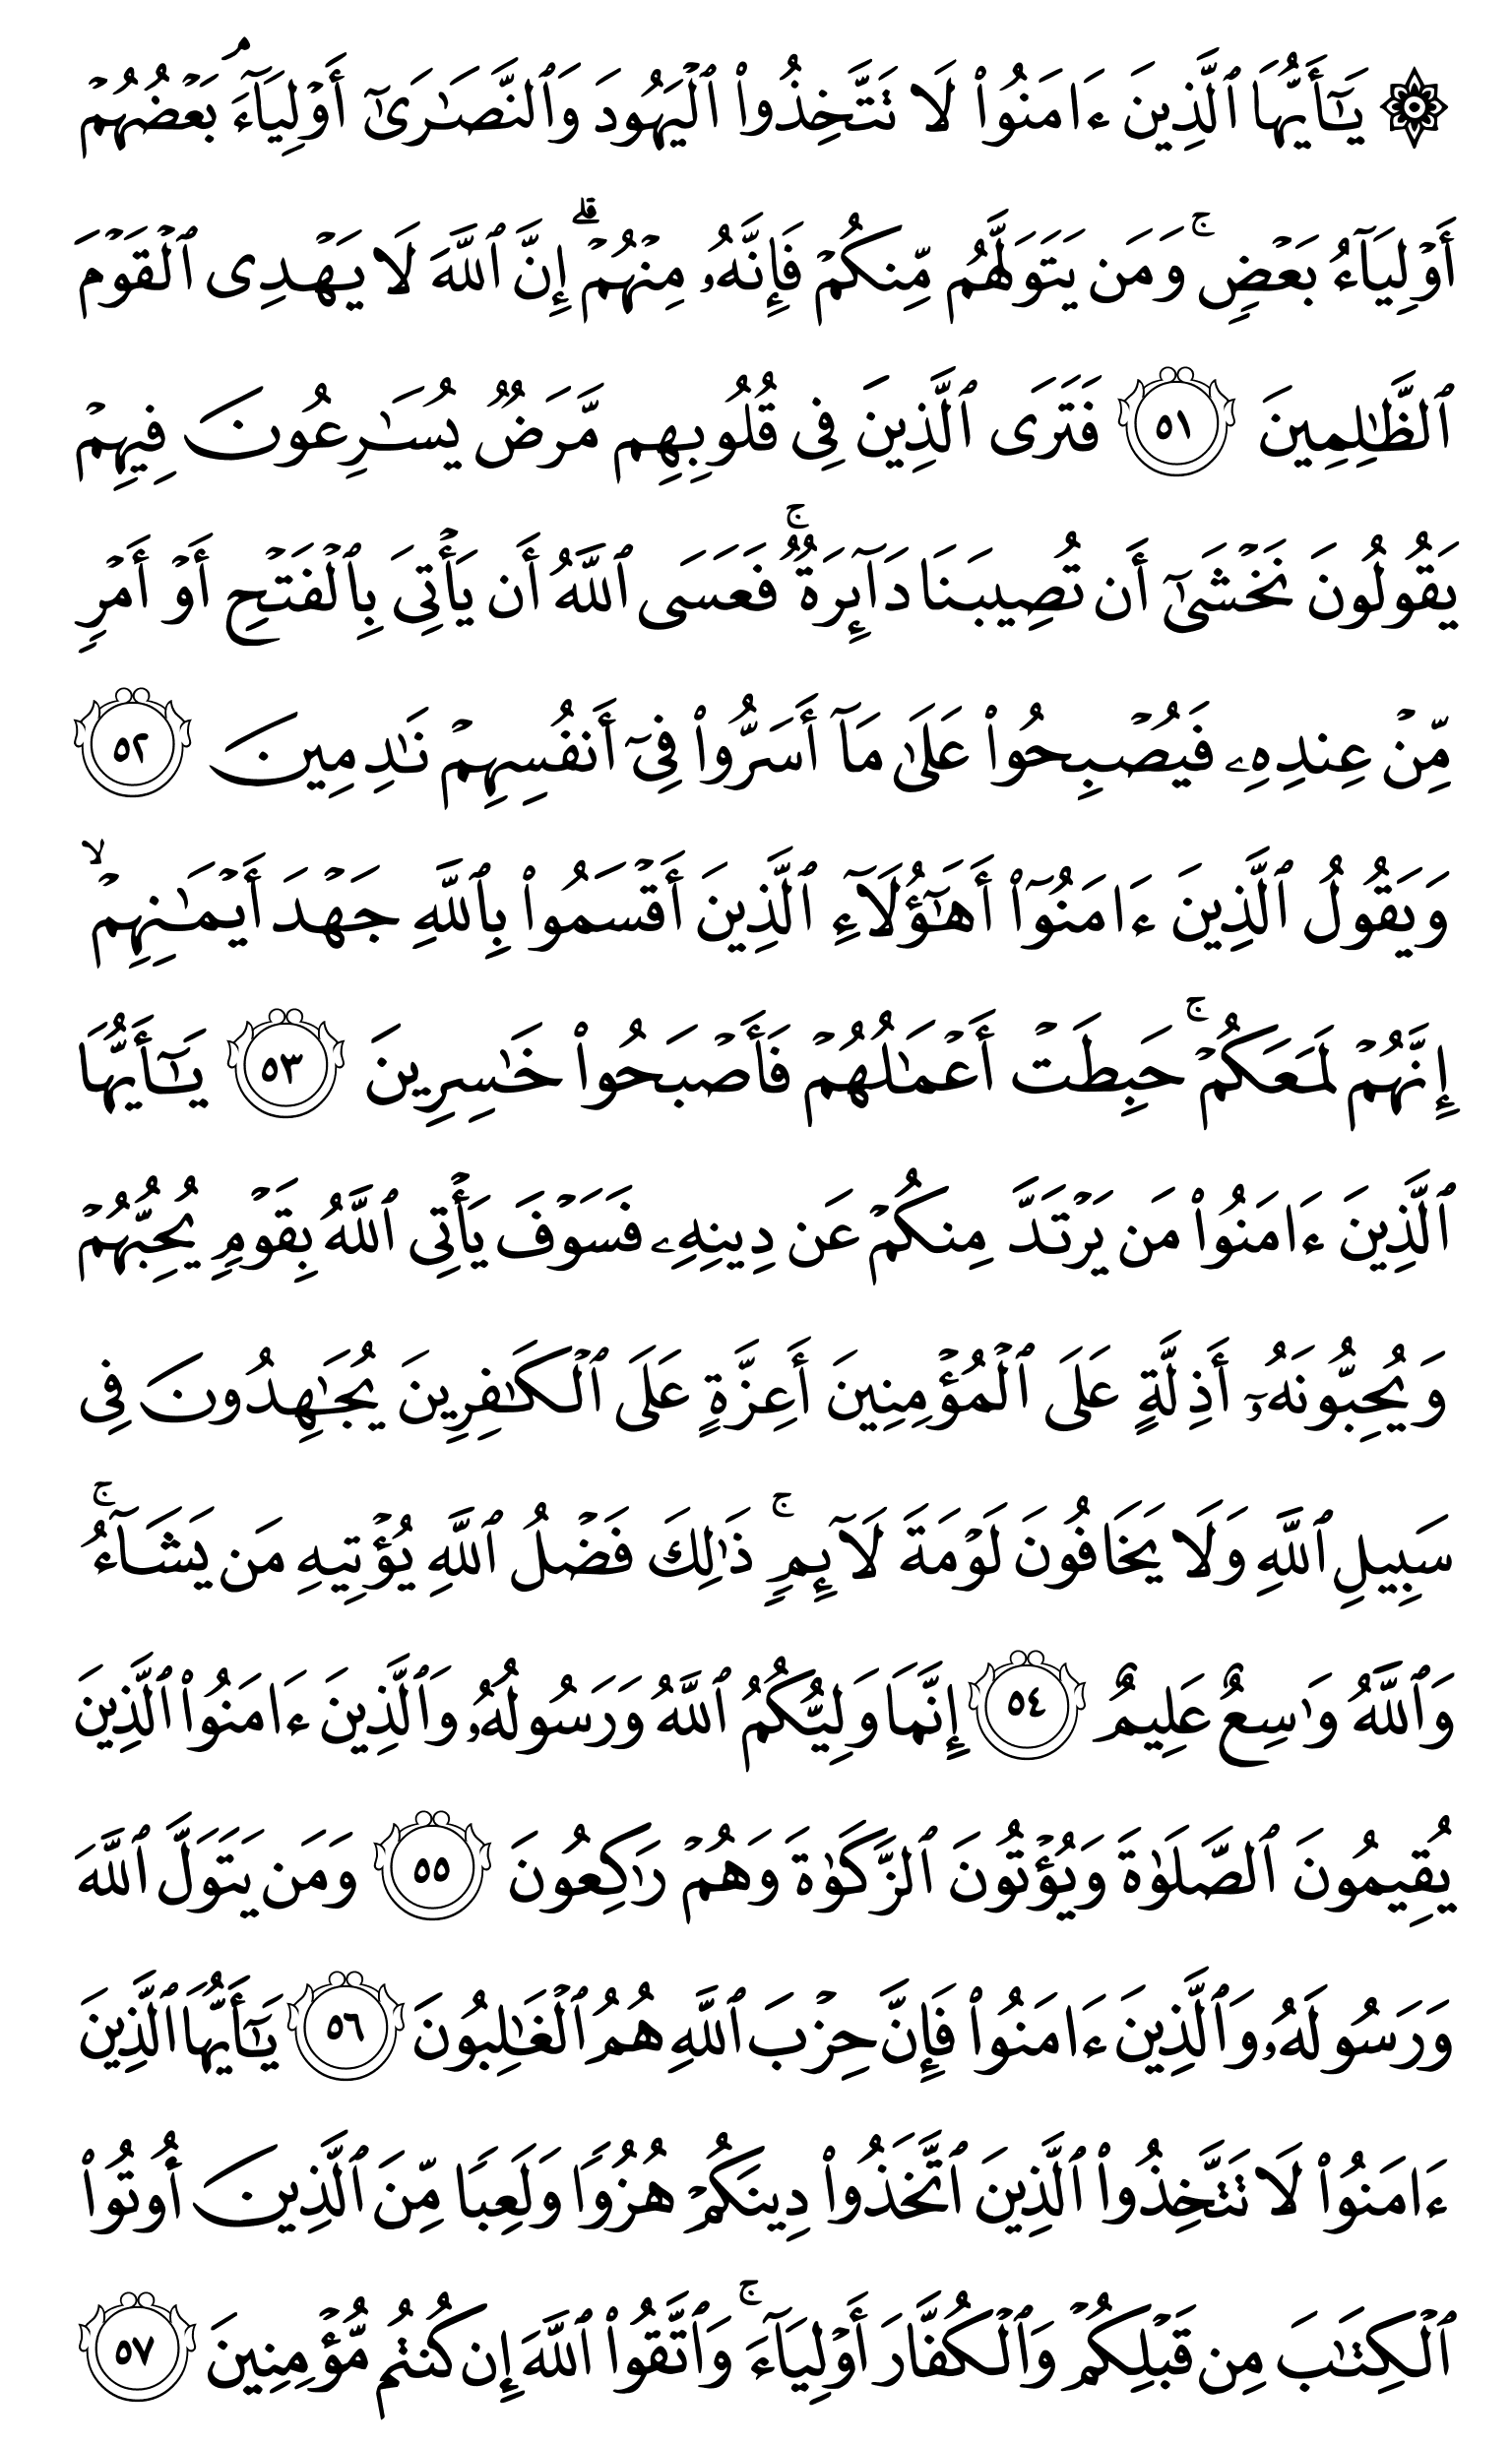 ۞ يَـٰٓأَيُّهَا ٱلَّذِينَ ءَامَنُوا۟ لَا تَتَّخِذُوا۟ ٱلْيَهُودَ وَٱلنَّصَـٰرَىٰٓ أَوْلِيَآءَ ۘ بَعْضُهُمْ
أَوْلِيَآءُ بَعْضٍ ۚ وَمَن يَتَوَلَّهُم مِّنكُمْ فَإِنَّهُۥ مِنْهُمْ ۗ إِنَّ ٱللَّهَ لَا يَهْدِى ٱلْقَوْمَ
ٱلظَّـٰلِمِينَ ٥١ فَتَرَى ٱلَّذِينَ فِى قُلُوبِهِم مَّرَضٌ يُسَـٰرِعُونَ فِيهِمْ
يَقُولُونَ نَخْشَىٰٓ أَن تُصِيبَنَا دَآئِرَةٌ ۚ فَعَسَى ٱللَّهُ أَن يَأْتِىَ بِٱلْفَتْحِ أَوْ أَمْرٍ
مِّنْ عِندِهِۦ فَيُصْبِحُوا۟ عَلَىٰ مَآ أَسَرُّوا۟ فِىٓ أَنفُسِهِمْ نَـٰدِمِينَ ٥٢
وَيَقُولُ ٱلَّذِينَ ءَامَنُوٓا۟ أَهَـٰٓؤُلَآءِ ٱلَّذِينَ أَقْسَمُوا۟ بِٱللَّهِ جَهْدَ أَيْمَـٰنِهِمْ ۙ
إِنَّهُمْ لَمَعَكُمْ ۚ حَبِطَتْ أَعْمَـٰلُهُمْ فَأَصْبَحُوا۟ خَـٰسِرِينَ ٥٣ يَـٰٓأَيُّهَا
ٱلَّذِينَ ءَامَنُوا۟ مَن يَرْتَدَّ مِنكُمْ عَن دِينِهِۦ فَسَوْفَ يَأْتِى ٱللَّهُ بِقَوْمٍ يُحِبُّهُمْ
وَيُحِبُّونَهُۥٓ أَذِلَّةٍ عَلَى ٱلْمُؤْمِنِينَ أَعِزَّةٍ عَلَى ٱلْكَـٰفِرِينَ يُجَـٰهِدُونَ فِى
سَبِيلِ ٱللَّهِ وَلَا يَخَافُونَ لَوْمَةَ لَآئِمٍ ۚ ذَٰلِكَ فَضْلُ ٱللَّهِ يُؤْتِيهِ مَن يَشَآءُ ۚ
وَٱللَّهُ وَٰسِعٌ عَلِيمٌ ٥٤ إِنَّمَا وَلِيُّكُمُ ٱللَّهُ وَرَسُولُهُۥ وَٱلَّذِينَ ءَامَنُوا۟ ٱلَّذِينَ
يُقِيمُونَ ٱلصَّلَوٰةَ وَيُؤْتُونَ ٱلزَّكَوٰةَ وَهُمْ رَٰكِعُونَ ٥٥ وَمَن يَتَوَلَّ ٱللَّهَ
وَرَسُولَهُۥ وَٱلَّذِينَ ءَامَنُوا۟ فَإِنَّ حِزْبَ ٱللَّهِ هُمُ ٱلْغَـٰلِبُونَ ٥٦ يَـٰٓأَيُّهَا ٱلَّذِينَ
ءَامَنُوا۟ لَا تَتَّخِذُوا۟ ٱلَّذِينَ ٱتَّخَذُوا۟ دِينَكُمْ هُزُوًا وَلَعِبًا مِّنَ ٱلَّذِينَ أُوتُوا۟
ٱلْكِتَـٰبَ مِن قَبْلِكُمْ وَٱلْكُفَّارَ أَوْلِيَآءَ ۚ وَٱتَّقُوا۟ ٱللَّهَ إِن كُنتُم مُّؤْمِنِينَ ٥٧